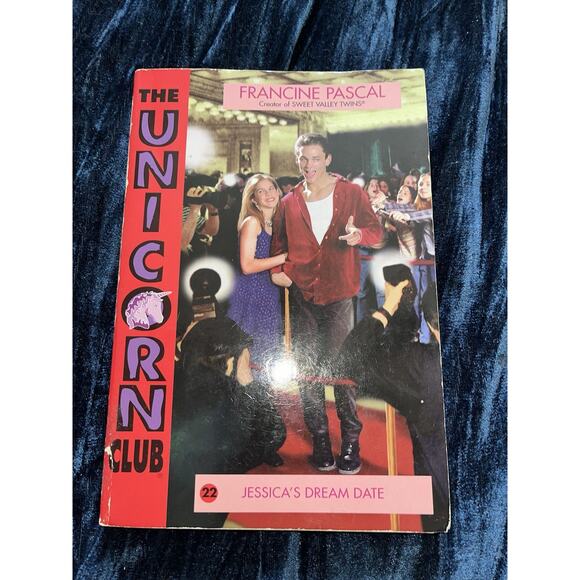 THE
UNICORN
CLUB
FRANCINE PASCAL
Creator of SWEET VALLEY TWINS®
22
JESSICA'S DREAM DATE